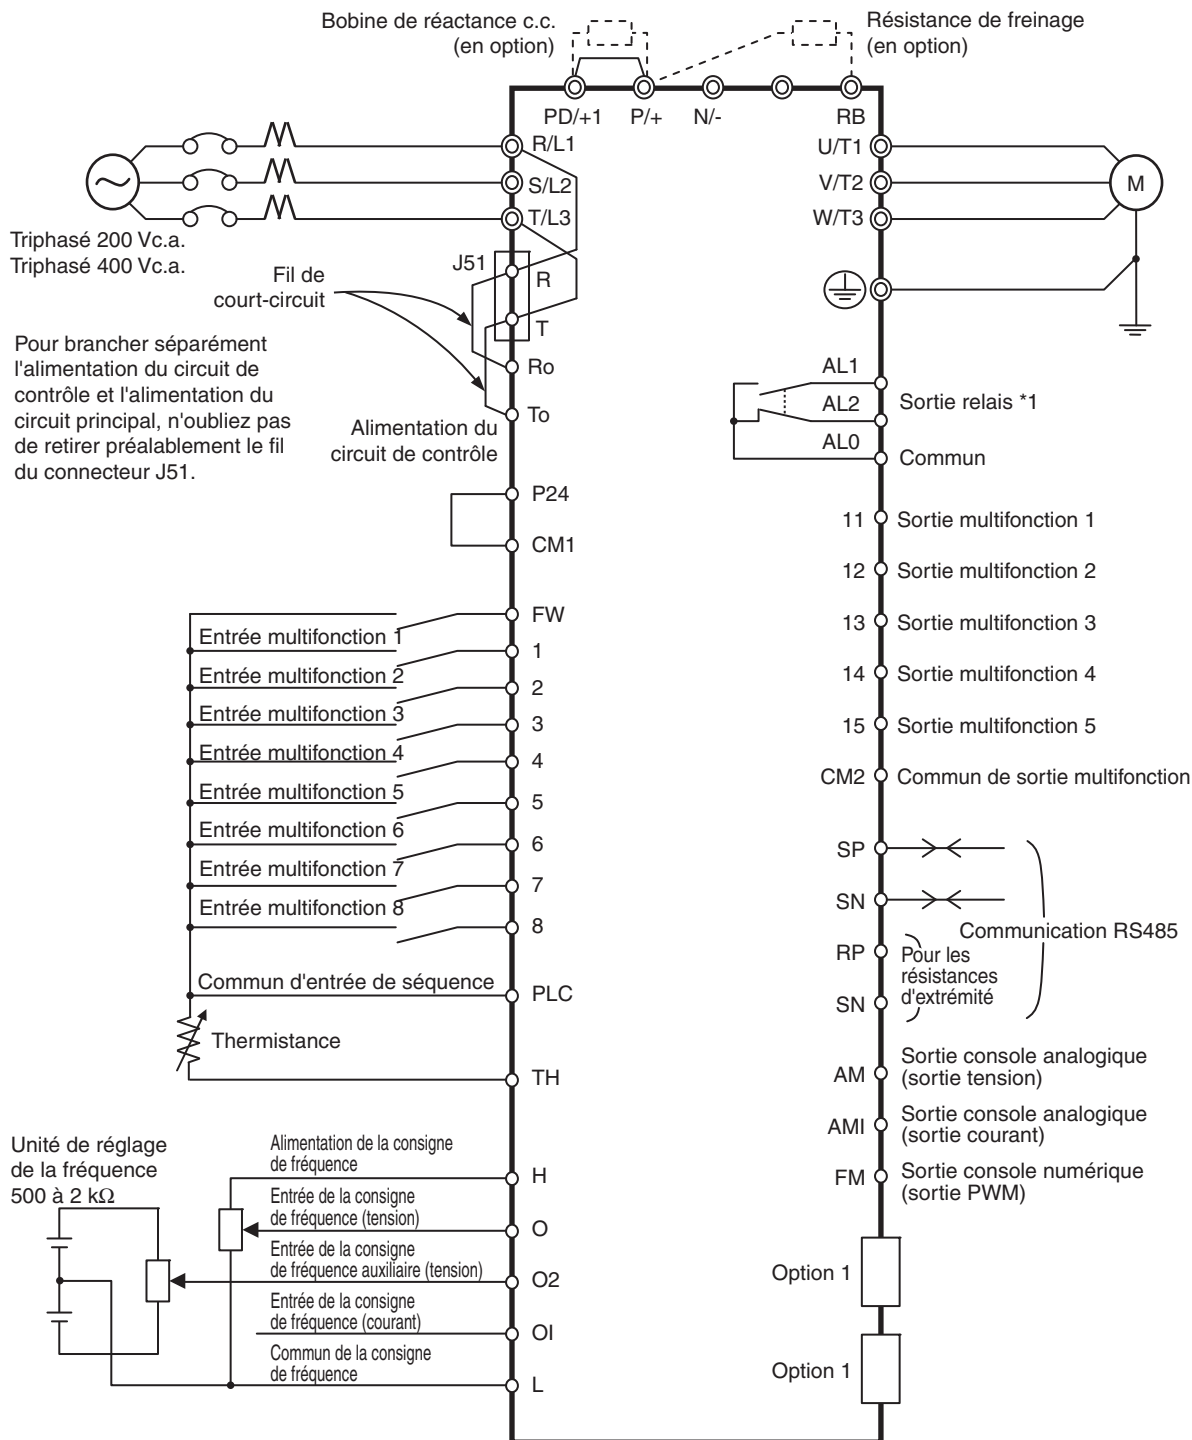 Bobine de réactance c.c.
(en option)
Résistance de freinage
(en option)
PD/+1
P/+
N/-
RB
R/L1
S/L2
T/L3
U/T1
V/T2
W/T3
M
Triphasé 200 Vc.a.
Triphasé 400 Vc.a.
J51
R
T
Fil de
court-circuit
Ro
To
Pour brancher séparément
l'alimentation du circuit de
contrôle et l'alimentation du
circuit principal, n'oubliez pas
de retirer préalablement le fil
du connecteur J51.
Alimentation du
circuit de contrôle
AL1
AL2
Sortie relais *1
AL0
Commun
P24
CM1
11
Sortie multifonction 1
12
Sortie multifonction 2
13
Sortie multifonction 3
14
Sortie multifonction 4
15
Sortie multifonction 5
CM2
Commun de sortie multifonction
FW
Entrée multifonction 1
1
Entrée multifonction 2
2
Entrée multifonction 3
3
Entrée multifonction 4
4
Entrée multifonction 5
5
Entrée multifonction 6
6
Entrée multifonction 7
7
Entrée multifonction 8
8
Commun d'entrée de séquence
PLC
Thermistance
TH
SP
SN
Communication RS485
RP
Pour les
résistances
d'extrémité
SN
AM
Sortie console analogique
(sortie tension)
AMI
Sortie console analogique
(sortie courant)
FM
Sortie console numérique
(sortie PWM)
Unité de réglage
de la fréquence
500 à 2 kΩ
Alimentation de la consigne
de fréquence
H
Entrée de la consigne
de fréquence (tension)
O
Entrée de la consigne
de fréquence auxiliaire (tension)
O2
Entrée de la consigne
de fréquence (courant)
OI
Commun de la consigne
de fréquence
L
Option 1
Option 1